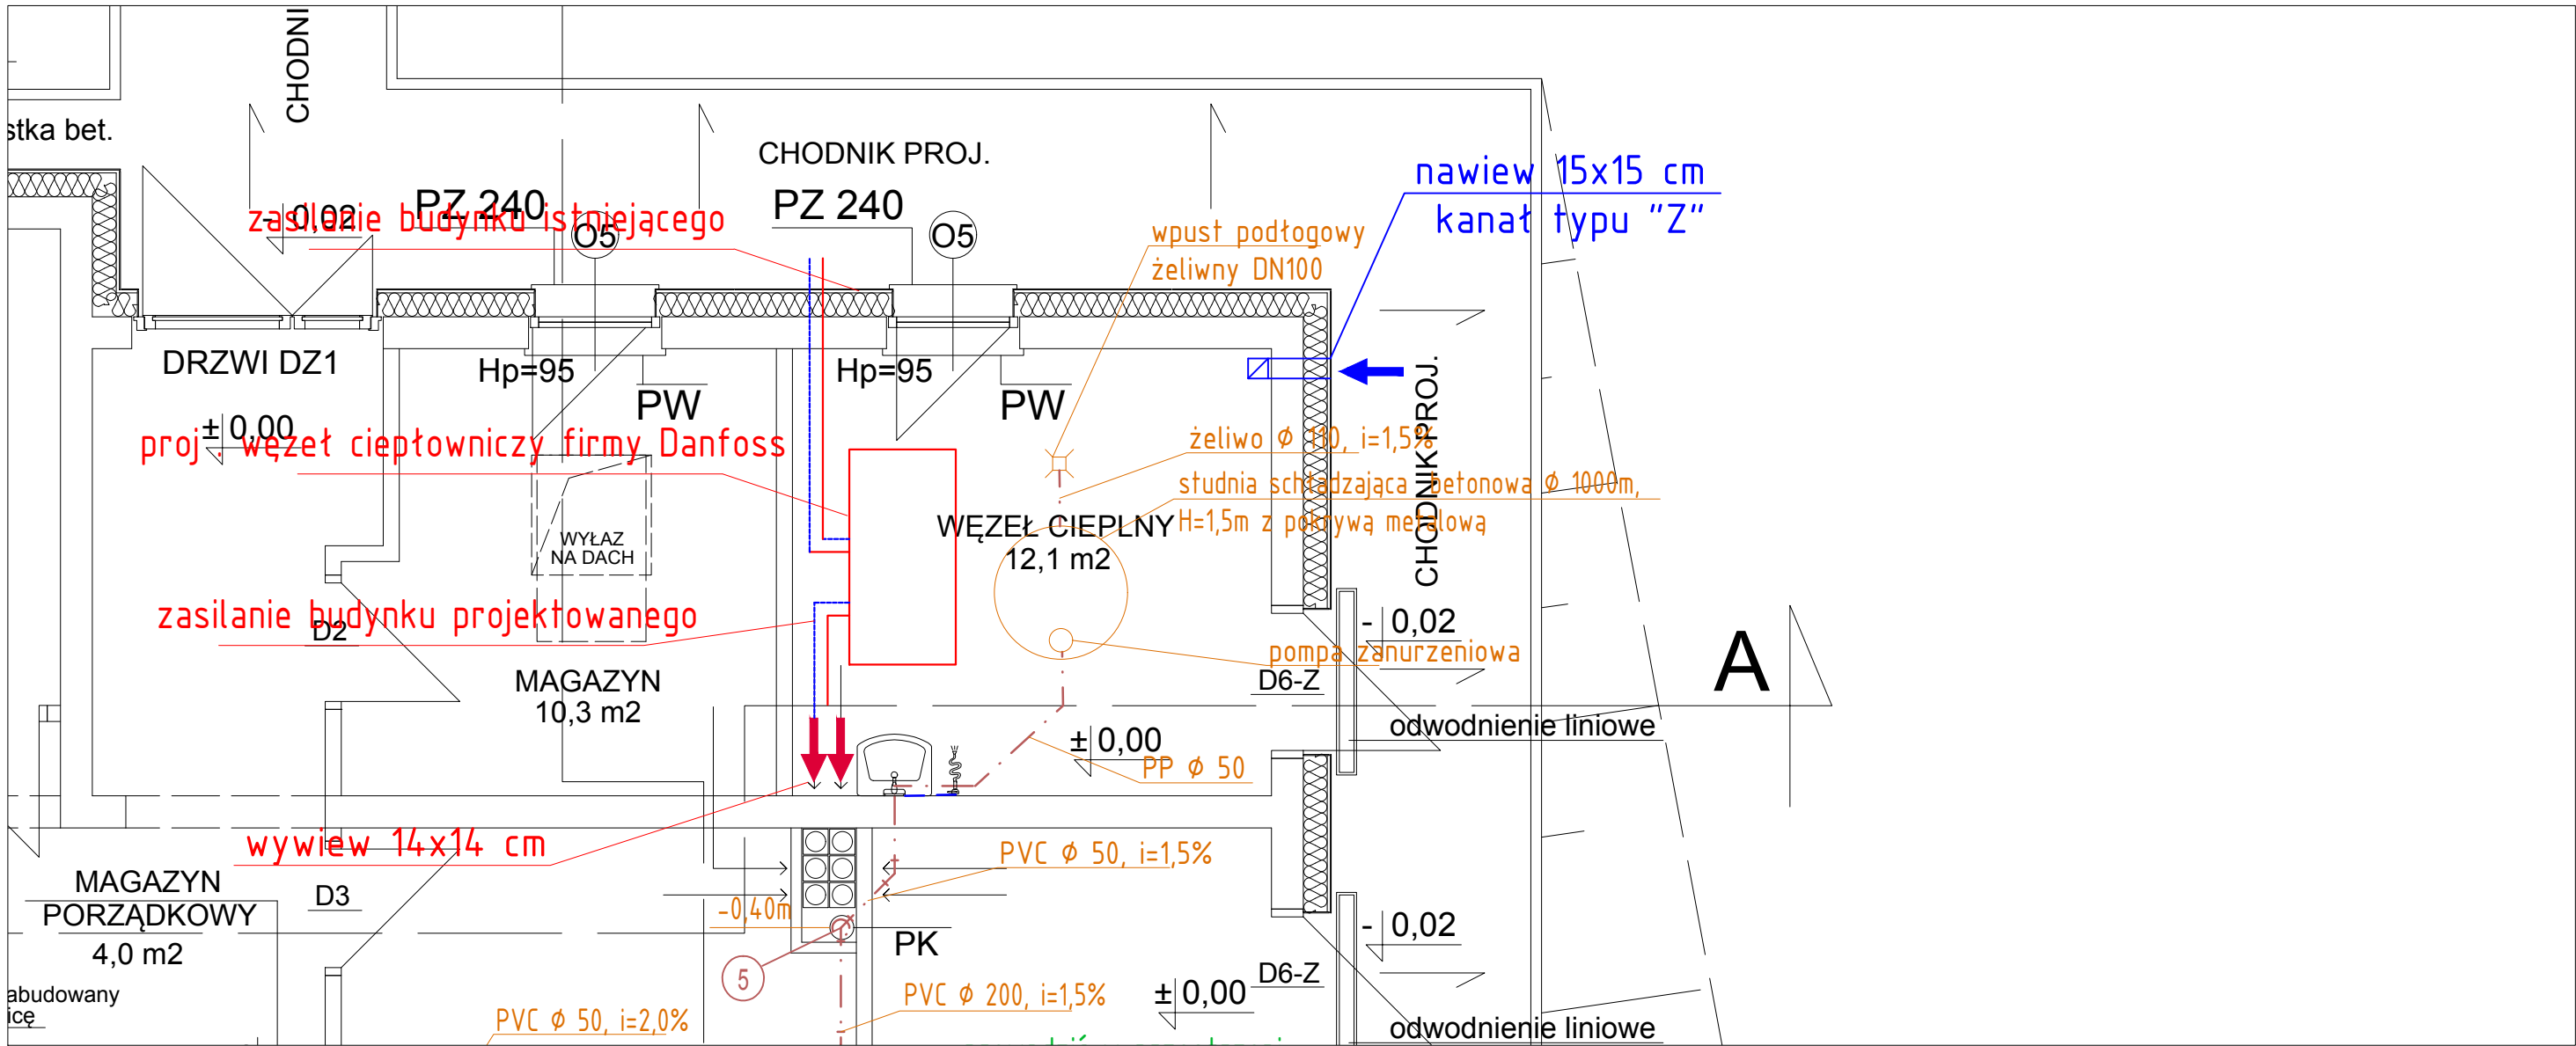 CHODNI
stka bet.
CHODNIK PROJ.
nawiew 15x15 cm
kanał typu "Z"
PZ 240
PZ 240
- 0,02
zasilanie budynku istniejącego
O5
O5
wpust podłogowy
żeliwny DN100
DRZWI DZ1
Hp=95
Hp=95
PW
PW
CHODNIK PROJ.
± 0,00
proj. węzeł ciepłowniczy firmy Danfoss
żeliwo ϕ 110, i=1,5%
studnia schładzająca betonowa ϕ 1000m,
H=1,5m z pokrywą metalową
WĘZEŁ CIEPLNY
12,1 m2
WYŁAZ
NA DACH
zasilanie budynku projektowanego
D2
- 0,02
pompa zanurzeniowa
A
D6-Z
MAGAZYN
10,3 m2
odwodnienie liniowe
± 0,00
PP ϕ 50
wywiew 14x14 cm
PVC ϕ 50, i=1,5%
MAGAZYN
PORZĄDKOWY
4,0 m2
D3
-0,40m
PK
- 0,02
5
D6-Z
abudowany
icę
PVC ϕ 200, i=1,5%
± 0,00
PVC ϕ 50, i=2,0%
odwodnienie liniowe